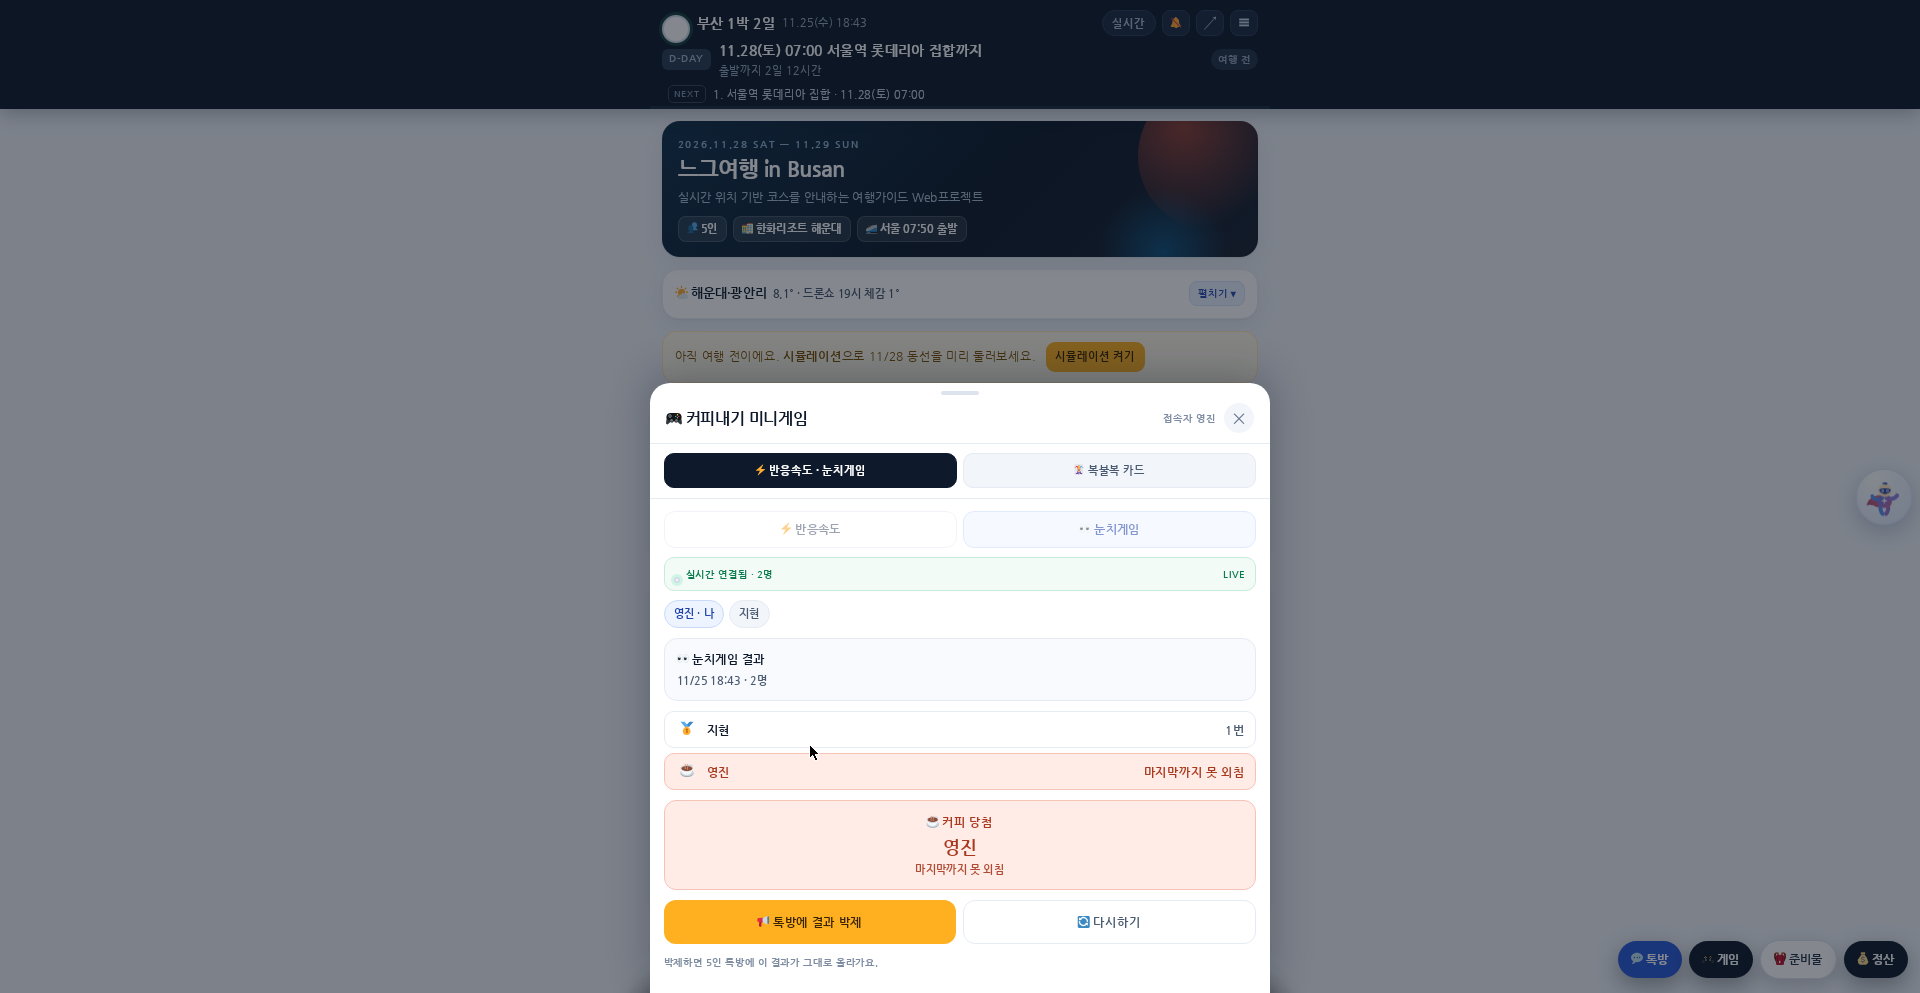 부산 1박 2일 11.25(수) 18:43
실시간
D-DAY
11.28(토) 07:00 서울역 롯데리아 집합까지
출발까지 2일 12시간
여행 전
NEXT
1. 서울역 롯데리아 집합 · 11.28(토) 07:00
2026.11.28 SAT — 11.29 SUN
느그여행 in Busan
실시간 위치 기반 코스를 안내하는 여행가이드 Web프로젝트
5인
한화리조트 해운대
서울 07:50 출발
해운대·광안리 8.1° · 드론쇼 19시 체감 1°
펼치기 ▾
아직 여행 전이에요. 시뮬레이션으로 11/28 동선을 미리 둘러보세요.
시뮬레이션 켜기
커피내기 미니게임
접속자 영진
반응속도 · 눈치게임
복불복 카드
반응속도
눈치게임
실시간 연결됨 · 2명
LIVE
영진 · 나
지현
눈치게임 결과
11/25 18:43 · 2명
지현
1번
영진
마지막까지 못 외침
커피 당첨
영진
마지막까지 못 외침
톡방에 결과 박제
다시하기
박제하면 5인 톡방에 이 결과가 그대로 올라가요.
톡방
게임
준비물
정산